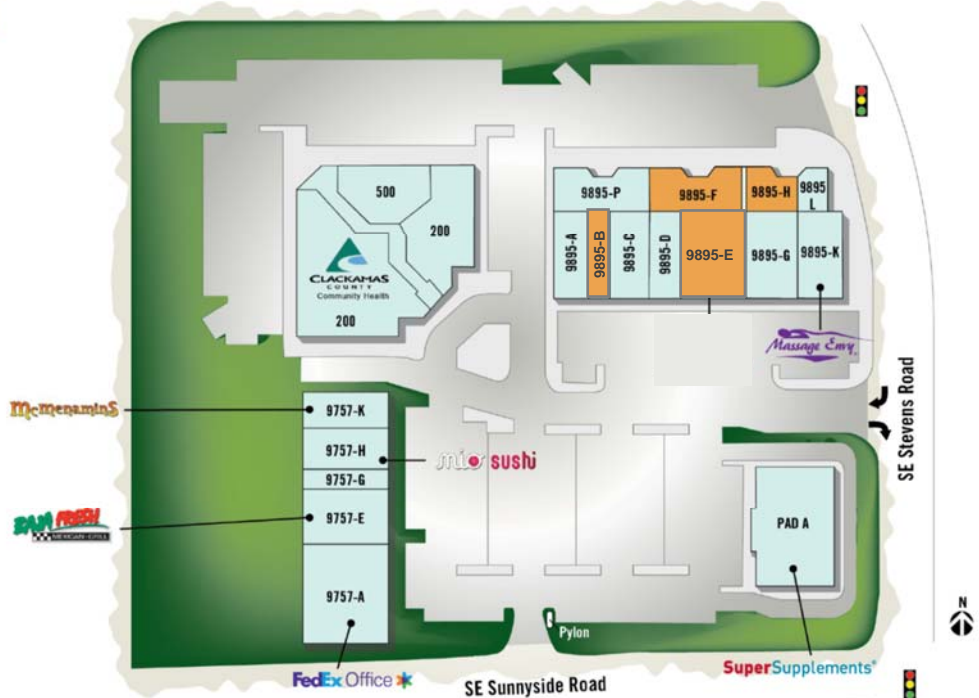 500
200
CLACKAMAS
COUNTY
Community Health
200
9895-P
9895-F
9895-H
9895
L
9895-A
9895-B
9895-C
9895-D
9895-E
9895-G
9895-K
Massage Envy
SE Stevens Road
McMenaminS
9757-K
9757-H
mio sushi
9757-G
BAJA FRESH
MEXICAN GRILL
9757-E
9757-A
PAD A
Pylon
N
FedEx Office
SuperSupplements
SE Sunnyside Road